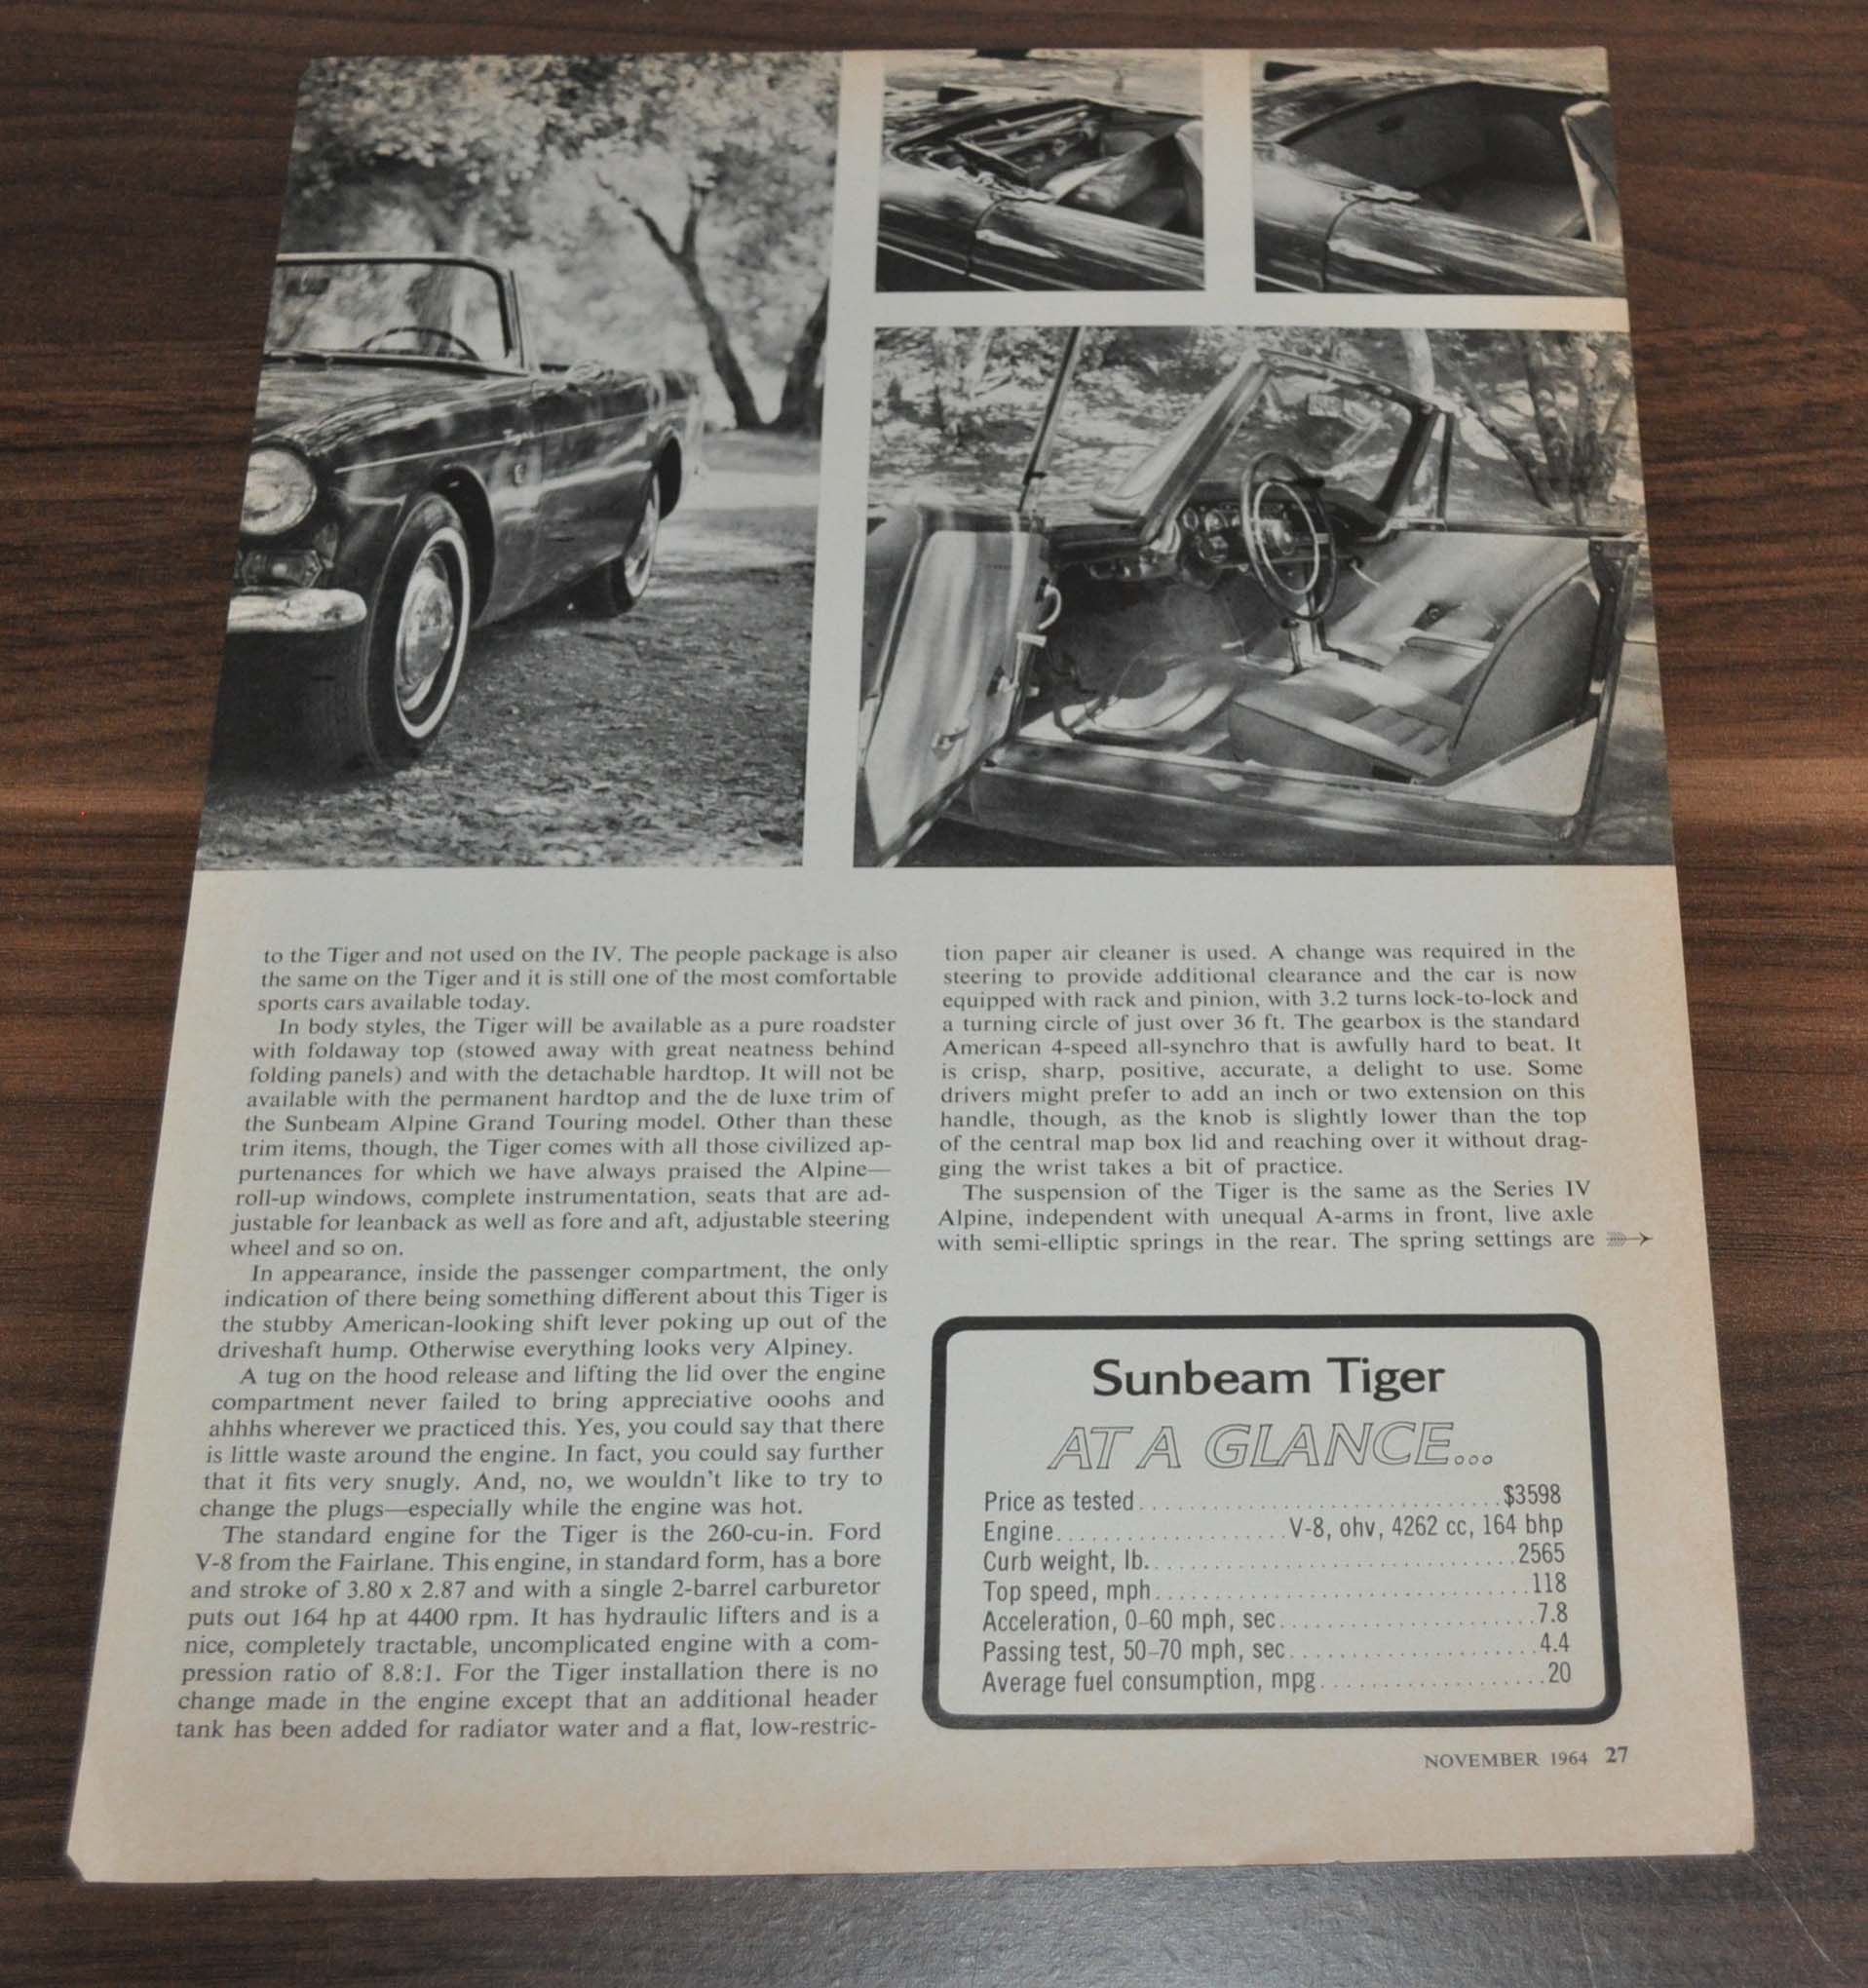 Tiger
to the Tiger and not used on the IV. The people package is also
the same on the Tiger and it is still one of the most comfortable
sports cars available today.
In body styles, the Tiger will be available as a pure roadster
with foldaway top (stowed away with great neatness behind
folding panels) and with the detachable hardtop. It will not be
available with the permanent hardtop and the de luxe trim of
the Sunbeam Alpine Grand Touring model. Other than these
trim items, though, the Tiger comes with all those civilized ap-
purtenances for which we have always praised the Alpine—
roll-up windows, complete instrumentation, seats that are ad-
justable for leanback as well as fore and aft, adjustable steering
wheel and so on.
In appearance, inside the passenger compartment, the only
indication of there being something different about this Tiger is
the stubby American-looking shift lever poking up out of the
driveshaft hump. Otherwise everything looks very Alpiney.
A tug on the hood release and lifting the lid over the engine
compartment never failed to bring appreciative ooohs and
ahhhs wherever we practiced this. Yes, you could say that there
is little waste around the engine. In fact, you could say further
that it fits very snugly. And, no, we wouldn't like to try to
change the plugs—especially while the engine was hot.
The standard engine for the Tiger is the 260-cu-in. Ford
V-8 from the Fairlane. This engine, in standard form, has a bore
and stroke of 3.80 x 2.87 and with a single 2-barrel carburetor
puts out 164 hp at 4400 rpm. It has hydraulic lifters and is a
nice, completely tractable, uncomplicated engine with a com-
pression ratio of 8.8:1. For the Tiger installation there is no
change made in the engine except that an additional header
tank has been added for radiator water and a flat, low-restric-
tion paper air cleaner is used. A change was required in the
steering to provide additional clearance and the car is now
equipped with rack and pinion, with 3.2 turns lock-to-lock and
a turning circle of just over 36 ft. The gearbox is the standard
American 4-speed all-synchro that is awfully hard to beat. It
is crisp, sharp, positive, accurate, a delight to use. Some
drivers might prefer to add an inch or two extension on this
handle, though, as the knob is slightly lower than the top
of the central map box lid and reaching over it without drag-
ging the wrist takes a bit of practice.
The suspension of the Tiger is the same as the Series IV
Alpine, independent with unequal A-arms in front, live axle
with semi-elliptic springs in the rear. The spring settings are
Sunbeam Tiger
AT A GLANCE...
Price as tested.............................$3598
Engine...................V-8, ohv, 4262 cc, 164 bhp
Curb weight, lb..............................2565
Top speed, mph..............................118
Acceleration, 0-60 mph, sec.....................7.8
Passing test, 50-70 mph, sec....................4.4
Average fuel consumption, mpg..................20
NOVEMBER 1964 27